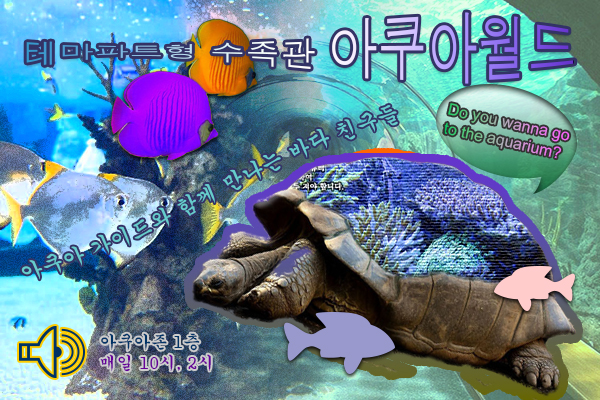 테마파트형 수족관 아쿠아월드
Do you wanna go
to the aquarium?
아쿠아 가이드와 함께 만나는 바다 친구들
아쿠아존 1층
매일 10시, 2시